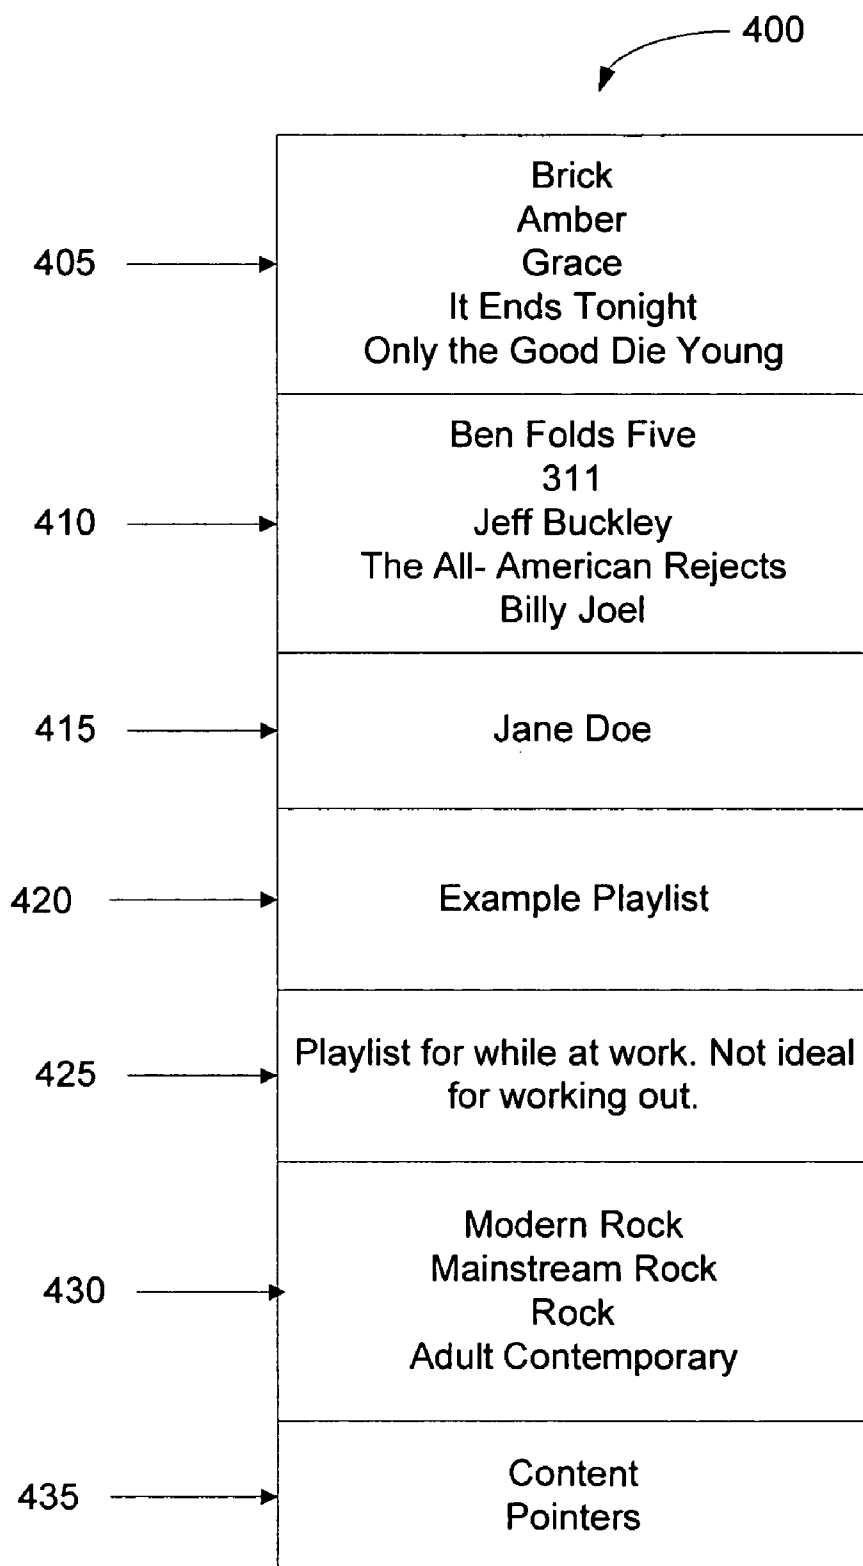 400
Brick
Amber
405
Grace
It Ends Tonight
Only the Good Die Young
Ben Folds Five
311
410
Jeff Buckley
The All- American Rejects
Billy Joel
415
Jane Doe
420
Example Playlist
425
Playlist for while at work. Not ideal
for working out.
Modern Rock
Mainstream Rock
430
Rock
Adult Contemporary
435
Content
Pointers